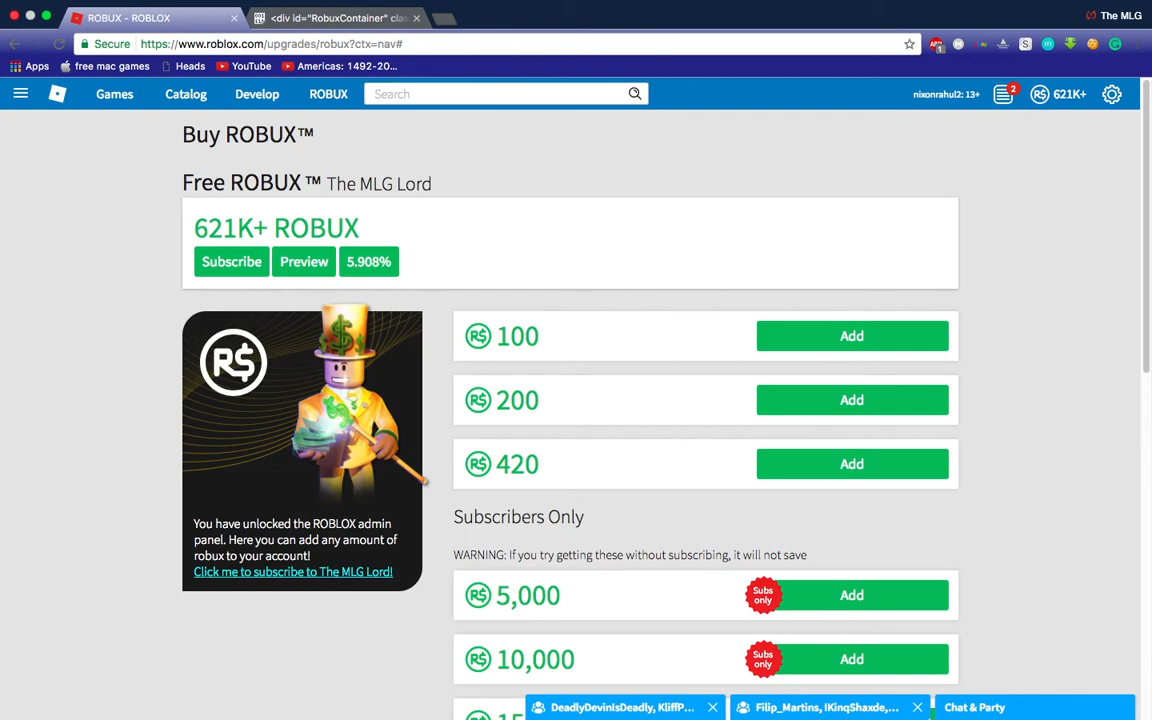 ROBUX - ROBLOX
<div id="RobuxContainer" clas
The MLG
Secure https://www.roblox.com/upgrades/robux?ctx=nav#
Apps free mac games Heads YouTube Americas: 1492-20...
Games Catalog Develop ROBUX Search nixonrahul2: 13+ 2 R$ 621K+
Buy ROBUX™
Free ROBUX ™ The MLG Lord
621K+ ROBUX
Subscribe Preview 5.908%
R$
You have unlocked the ROBLOX admin
panel. Here you can add any amount of
robux to your account!
Click me to subscribe to The MLG Lord!
R$ 100 Add
R$ 200 Add
R$ 420 Add
Subscribers Only
WARNING: If you try getting these without subscribing, it will not save
R$ 5,000 Subs only Add
R$ 10,000 Subs only Add
DeadlyDevinIsDeadly, KliffP... Filip_Martins, IKinqShaxde,... Chat & Party